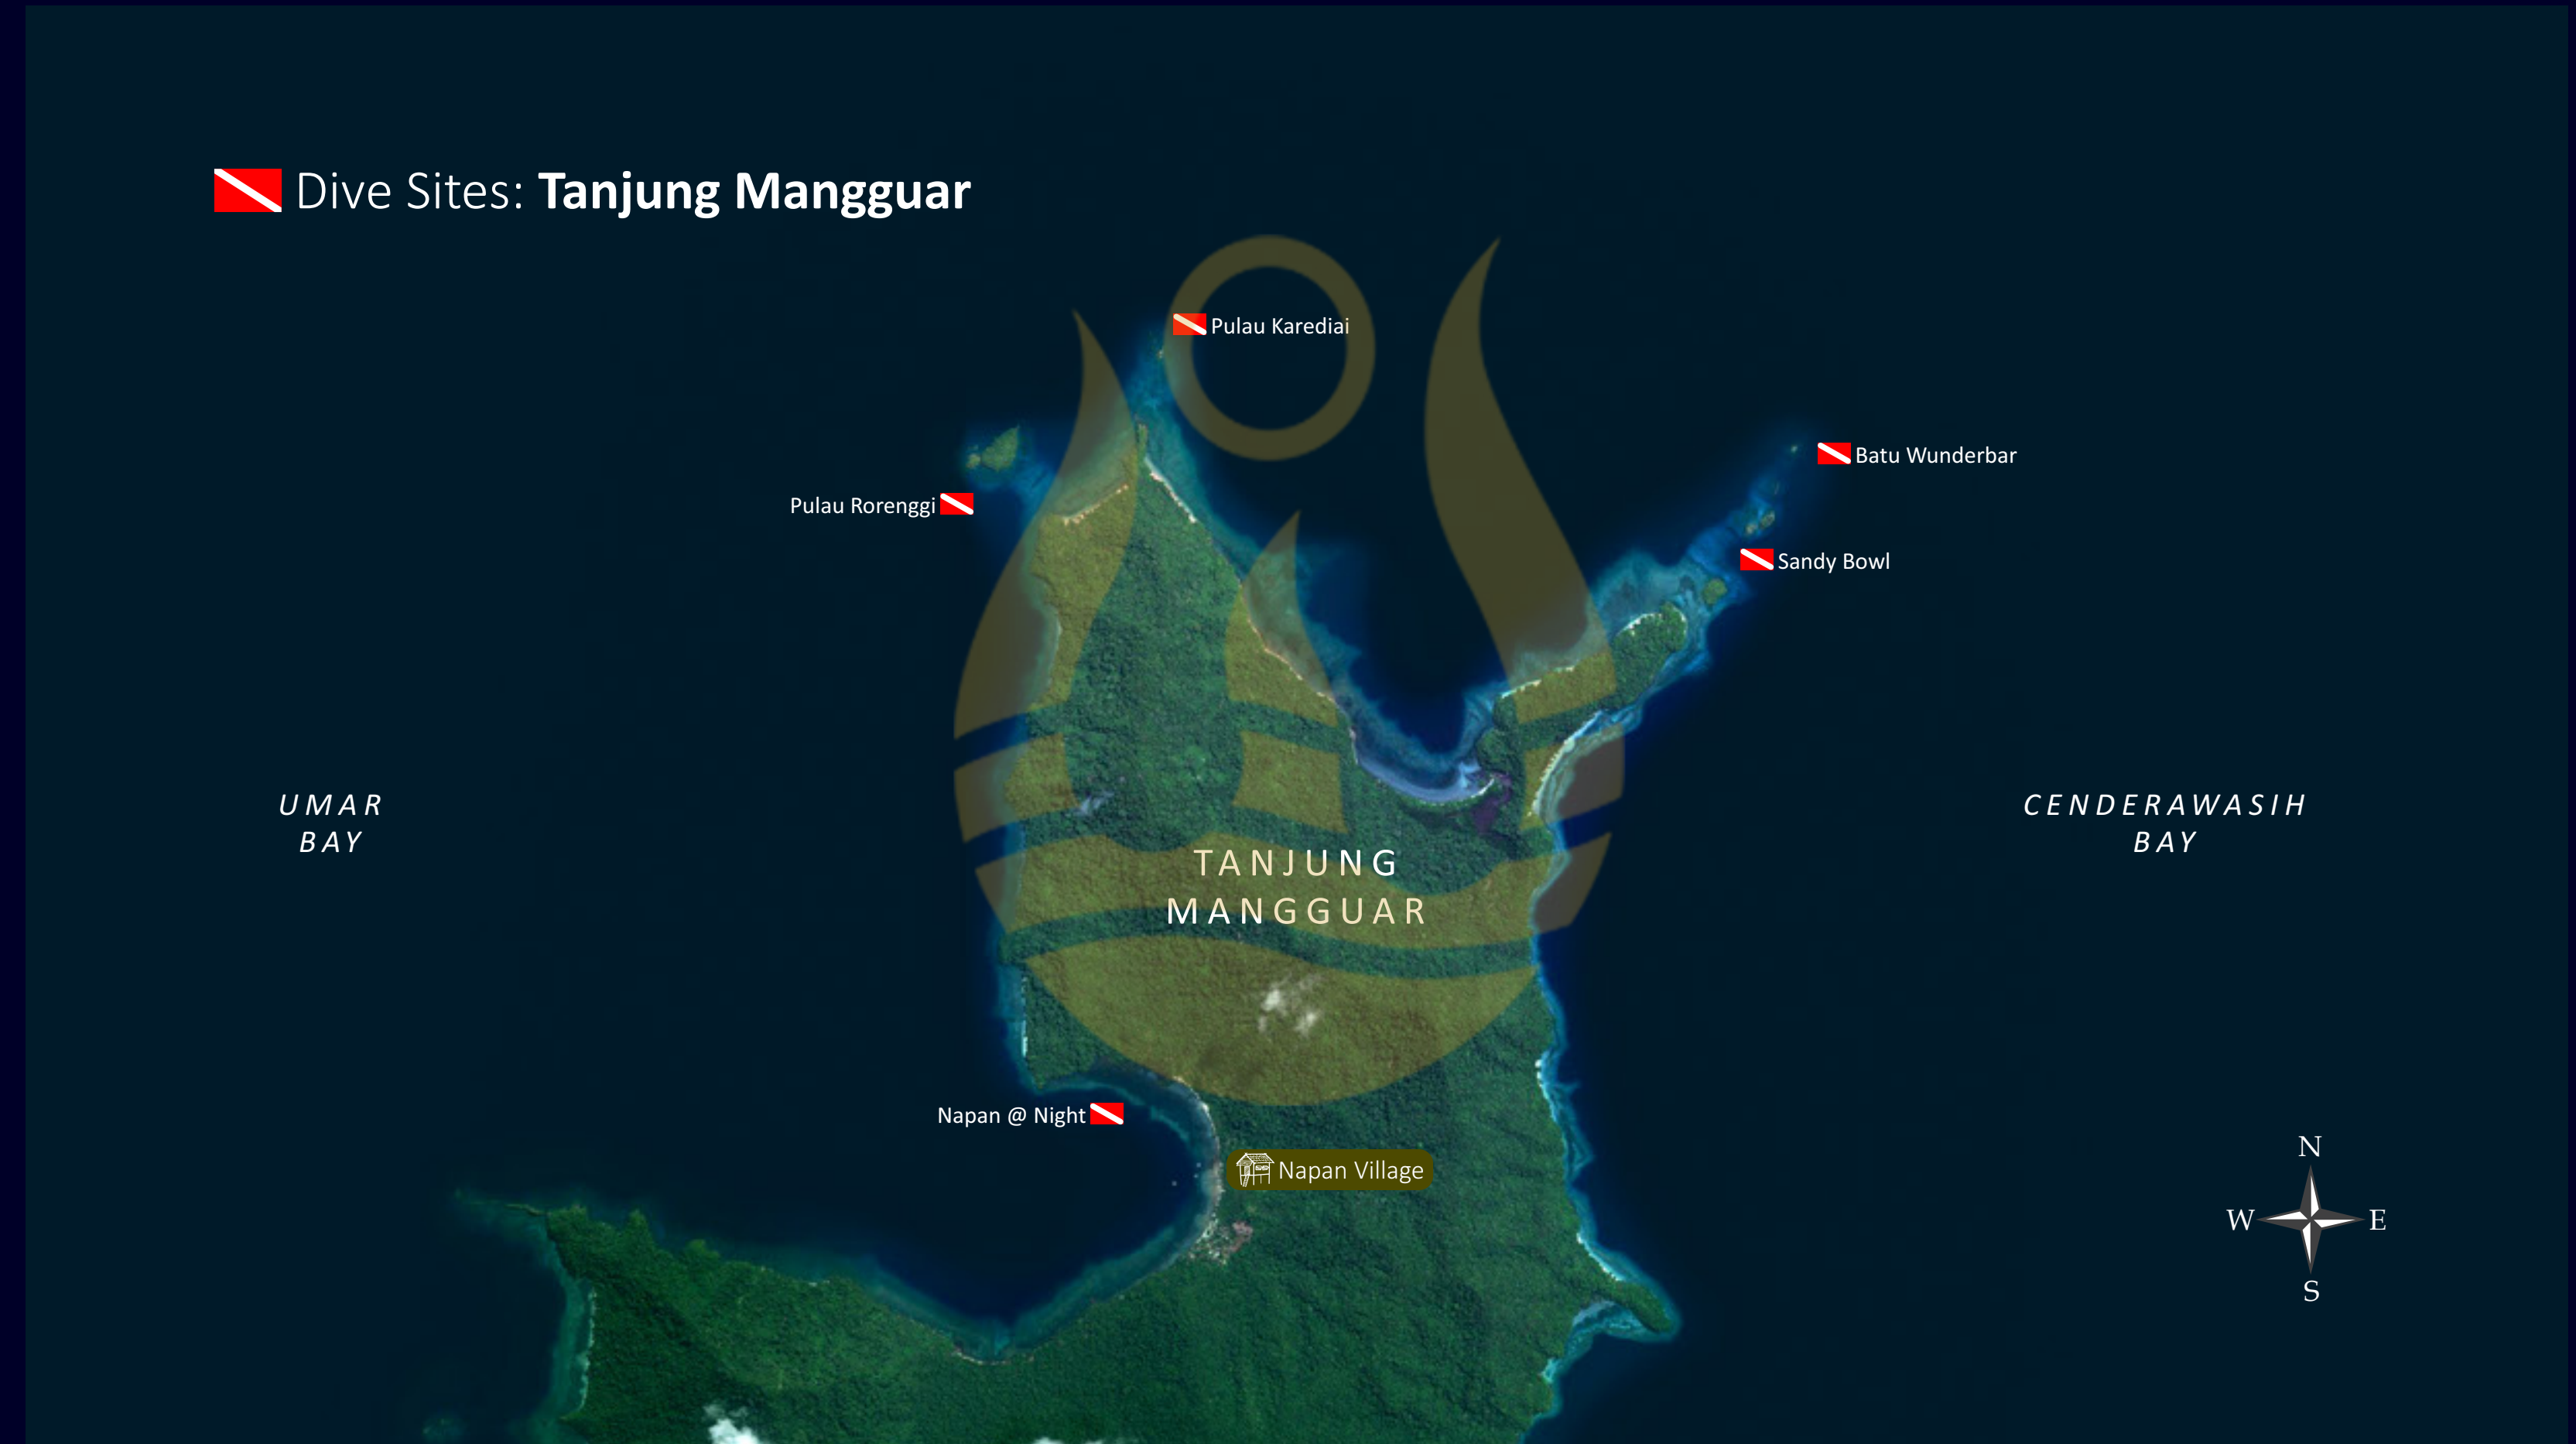 Dive Sites: Tanjung Mangguar
Pulau Karediai
Batu Wunderbar
Pulau Rorenggi
Sandy Bowl
UMAR
BAY
CENDERAWASIH
BAY
TANJUNG
MANGGUAR
Napan @ Night
Napan Village
N
W
E
S